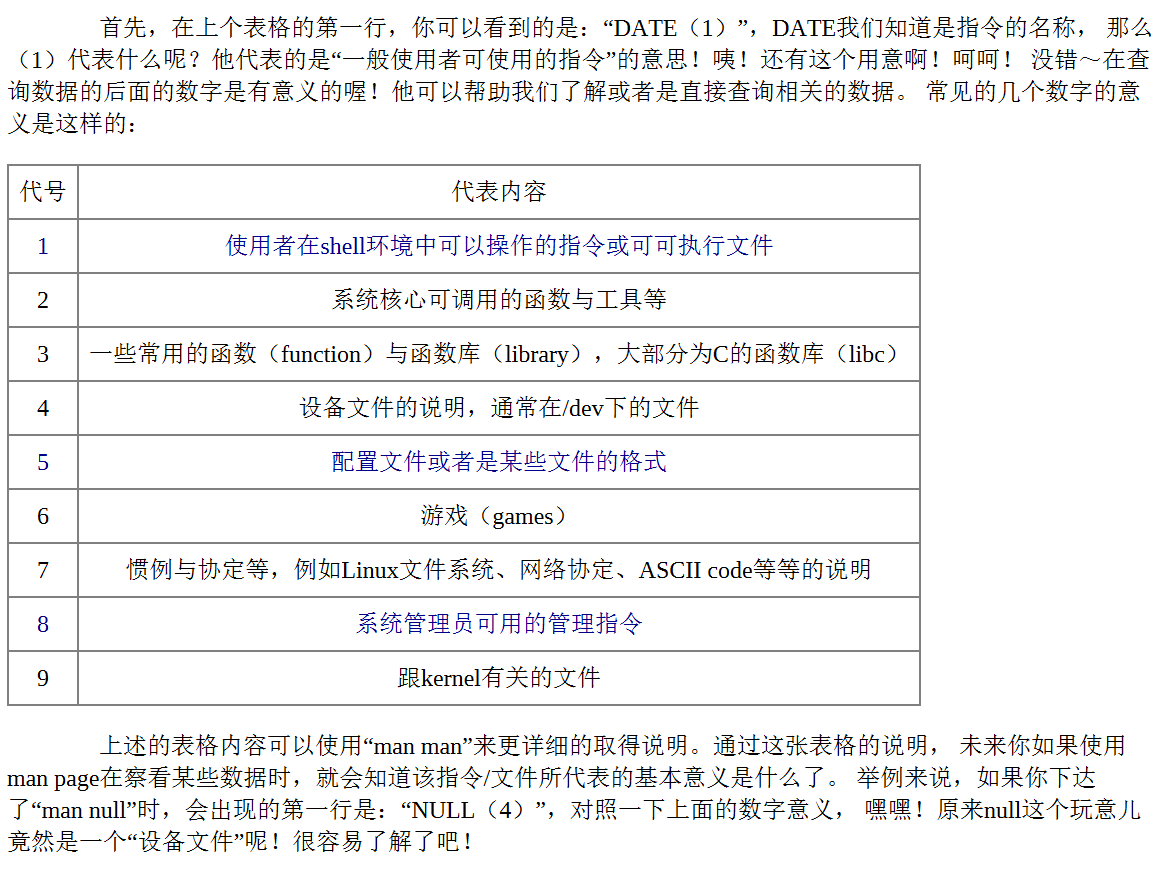 首先，在上个表格的第一行，你可以看到的是：“DATE（1）”，DATE我们知道是指令的名称， 那么
（1）代表什么呢？他代表的是“一般使用者可使用的指令”的意思！咦！还有这个用意啊！呵呵！ 没错～在查
询数据的后面的数字是有意义的喔！他可以帮助我们了解或者是直接查询相关的数据。 常见的几个数字的意
义是这样的：
代号 代表内容
1 使用者在shell环境中可以操作的指令或可可执行文件
2 系统核心可调用的函数与工具等
3 一些常用的函数（function）与函数库（library），大部分为C的函数库（libc）
4 设备文件的说明，通常在/dev下的文件
5 配置文件或者是某些文件的格式
6 游戏（games）
7 惯例与协定等，例如Linux文件系统、网络协定、ASCII code等等的说明
8 系统管理员可用的管理指令
9 跟kernel有关的文件
上述的表格内容可以使用“man man”来更详细的取得说明。通过这张表格的说明， 未来你如果使用
man page在察看某些数据时，就会知道该指令/文件所代表的基本意义是什么了。 举例来说，如果你下达
了“man null”时，会出现的第一行是：“NULL（4）”，对照一下上面的数字意义， 嘿嘿！原来null这个玩意儿
竟然是一个“设备文件”呢！很容易了解了吧！